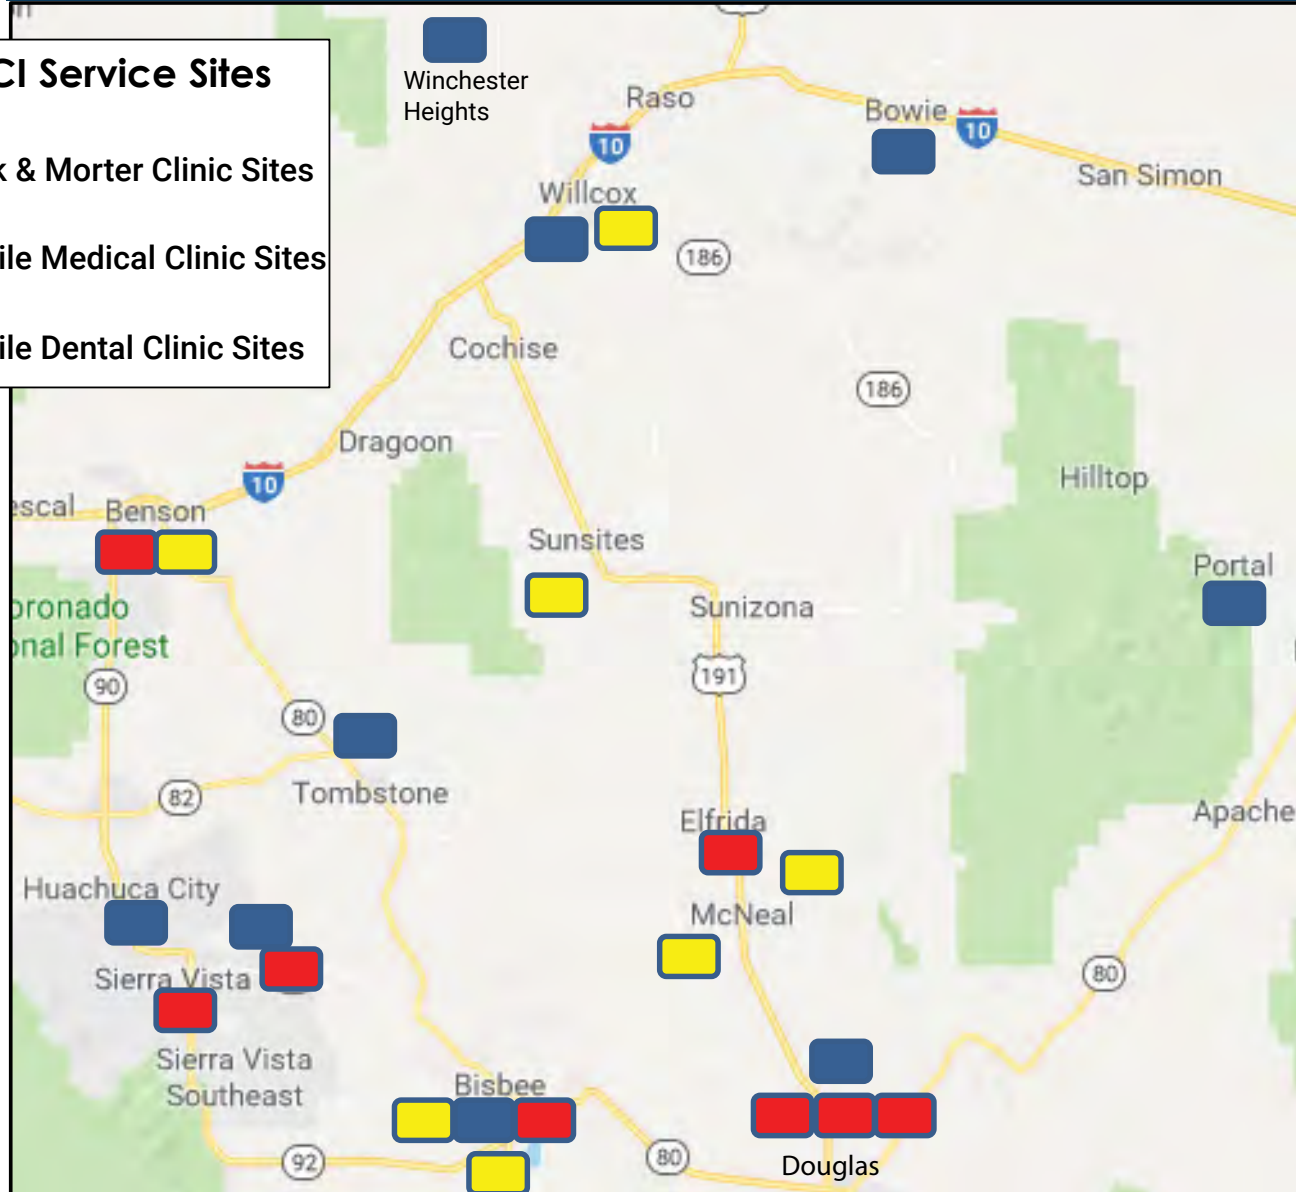 CI Service Sites
k & Morter Clinic Sites
ile Medical Clinic Sites
ile Dental Clinic Sites
Winchester
Heights
Raso
Bowie
10
10
San Simon
Willcox
186
Cochise
186
Dragoon
Hilltop
10
escal
Benson
Sunsites
Portal
oronado
onal Forest
Sunizona
191
90
80
82
Tombstone
Apache
Elfrida
Huachuca City
McNeal
Sierra Vista
80
Sierra Vista
Southeast
Bisbee
92
80
Douglas